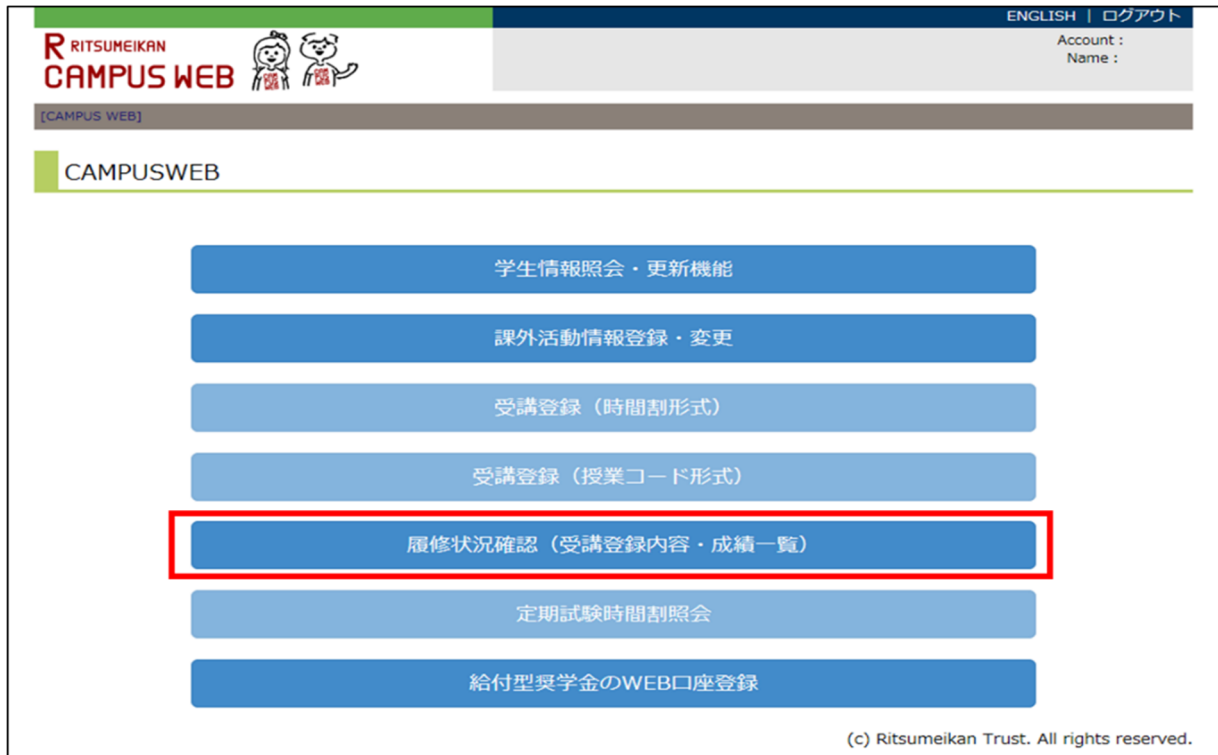 ENGLISH | ログアウト
R RITSUMEIKAN
CAMPUS WEB
Account :
Name :
[CAMPUS WEB]
CAMPUSWEB
学生情報照会・更新機能
課外活動情報登録・変更
受講登録（時間割形式）
受講登録（授業コード形式）
履修状況確認（受講登録内容・成績一覧）
定期試験時間割照会
給付型奨学金のWEB口座登録
(c) Ritsumeikan Trust. All rights reserved.